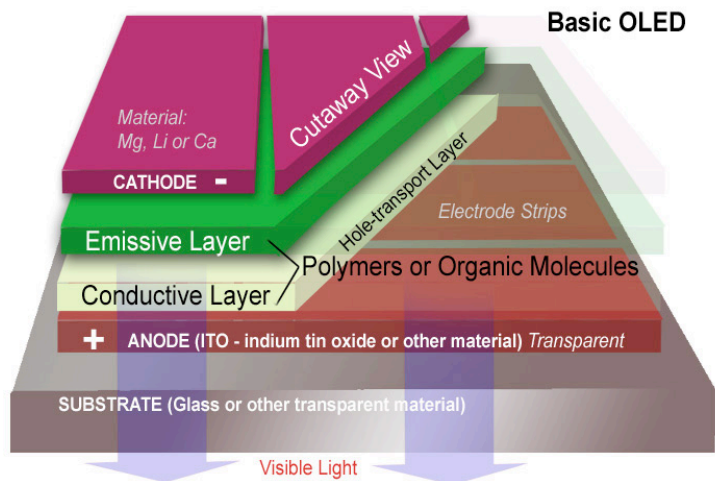 Basic OLED
Cutaway View
Material:
Mg, Li or Ca
CATHODE -
Hole-transport Layer
Electrode Strips
Emissive Layer
Polymers or Organic Molecules
Conductive Layer
+ ANODE (ITO - indium tin oxide or other material) Transparent
SUBSTRATE (Glass or other transparent material)
Visible Light